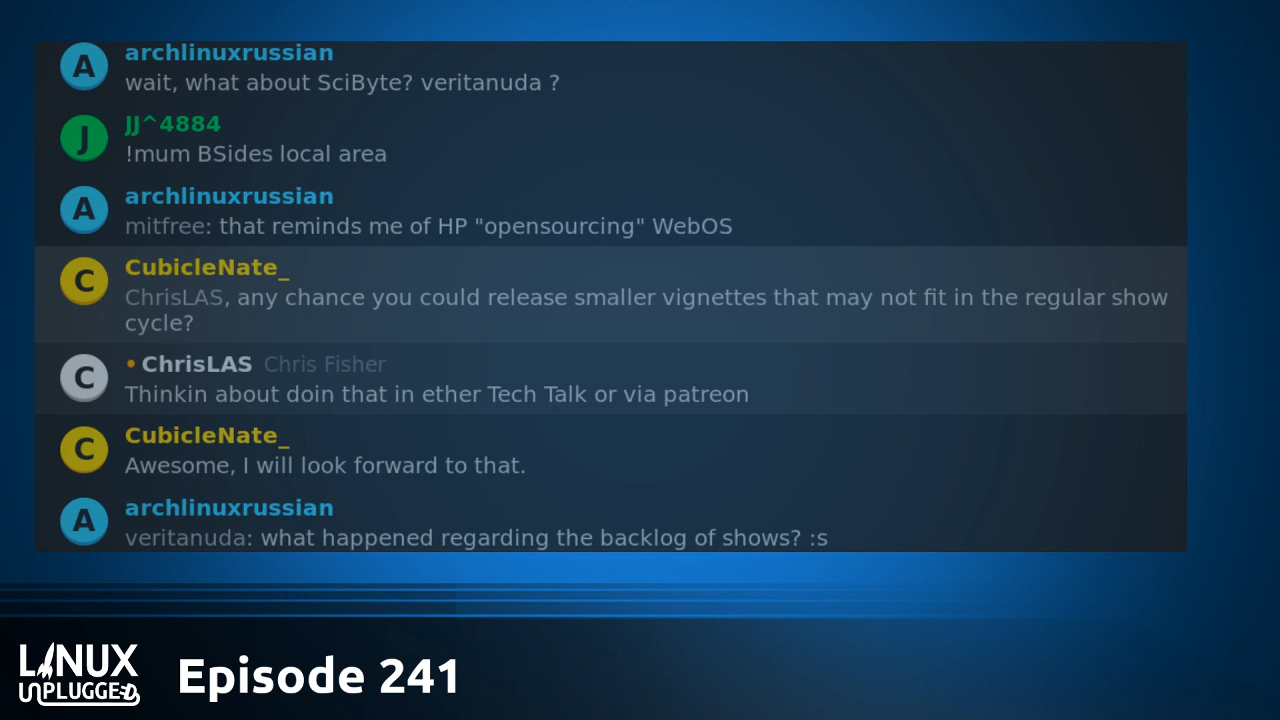 A archlinuxrussian
wait, what about SciByte? veritanuda ?
J JJ^4884
!mum BSides local area
A archlinuxrussian
mitfree: that reminds me of HP "opensourcing" WebOS
C CubicleNate_
ChrisLAS, any chance you could release smaller vignettes that may not fit in the regular show
cycle?
C • ChrisLAS Chris Fisher
Thinkin about doin that in ether Tech Talk or via patreon
C CubicleNate_
Awesome, I will look forward to that.
A archlinuxrussian
veritanuda: what happened regarding the backlog of shows? :s
LINUX
UNPLUGGED
Episode 241